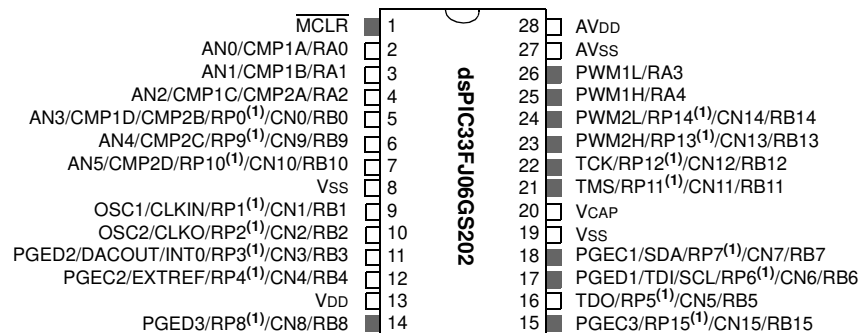 MCLR 1 28 AVDD
AN0/CMP1A/RA0 2 27 AVSS
AN1/CMP1B/RA1 3 26 PWM1L/RA3
AN2/CMP1C/CMP2A/RA2 4 25 PWM1H/RA4
AN3/CMP1D/CMP2B/RP0(1)/CN0/RB0 5 24 PWM2L/RP14(1)/CN14/RB14
AN4/CMP2C/RP9(1)/CN9/RB9 6 23 PWM2H/RP13(1)/CN13/RB13
AN5/CMP2D/RP10(1)/CN10/RB10 7 22 TCK/RP12(1)/CN12/RB12
VSS 8 21 TMS/RP11(1)/CN11/RB11
OSC1/CLKIN/RP1(1)/CN1/RB1 9 20 VCAP
OSC2/CLKO/RP2(1)/CN2/RB2 10 19 VSS
PGED2/DACOUT/INT0/RP3(1)/CN3/RB3 11 18 PGEC1/SDA/RP7(1)/CN7/RB7
PGEC2/EXTREF/RP4(1)/CN4/RB4 12 17 PGED1/TDI/SCL/RP6(1)/CN6/RB6
VDD 13 16 TDO/RP5(1)/CN5/RB5
PGED3/RP8(1)/CN8/RB8 14 15 PGEC3/RP15(1)/CN15/RB15
dsPIC33FJ06GS202